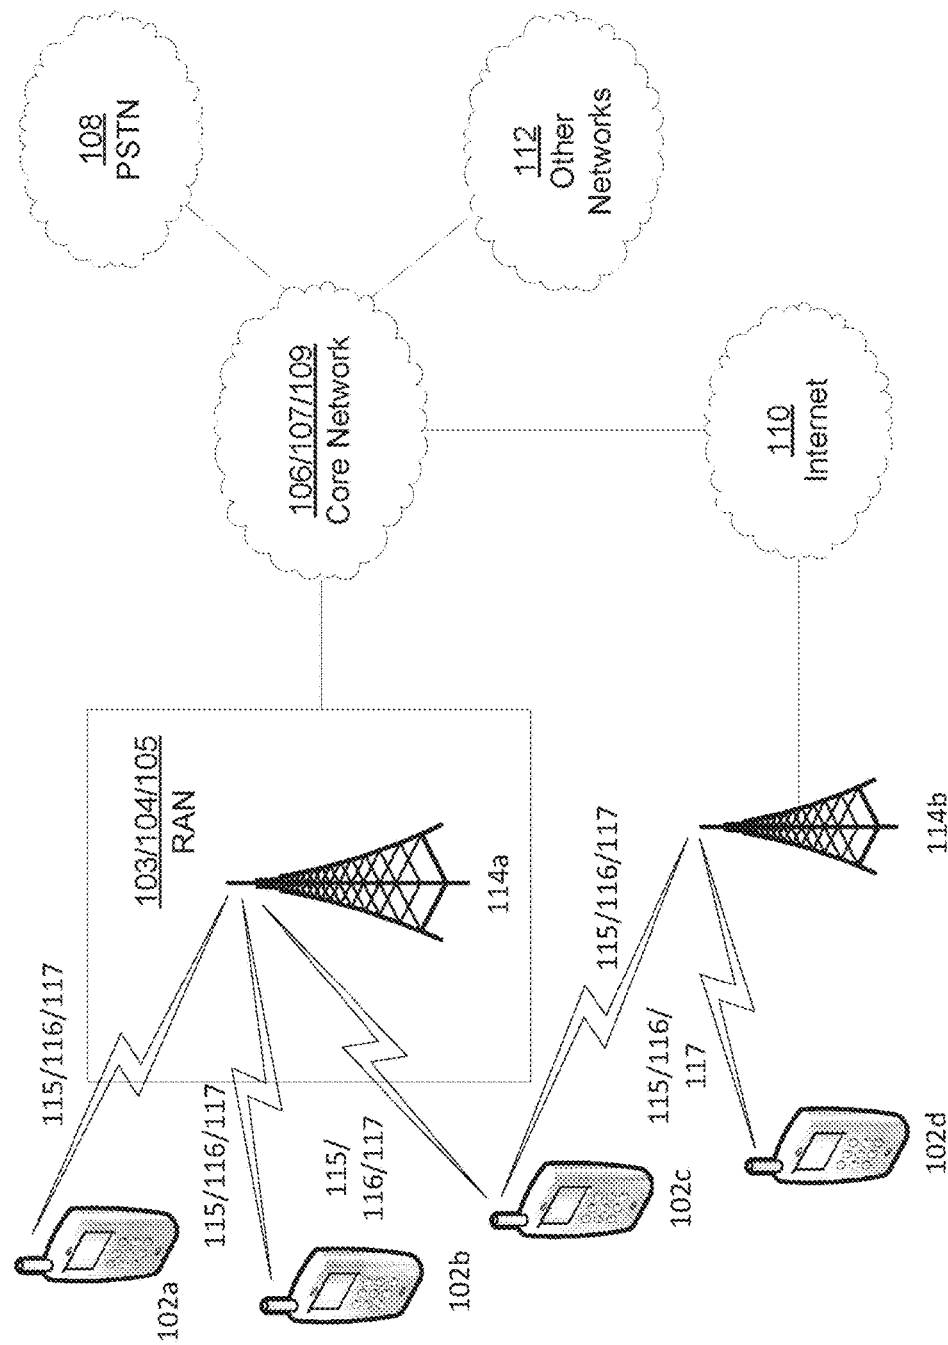 108
PSTN
112
Other
Networks
106/107/109
Core Network
110
Internet
103/104/105
RAN
114a
114b
115/116/117
115/116/117
115/
116/117
115/116/117
115/116/
117
102a
102b
102c
102d